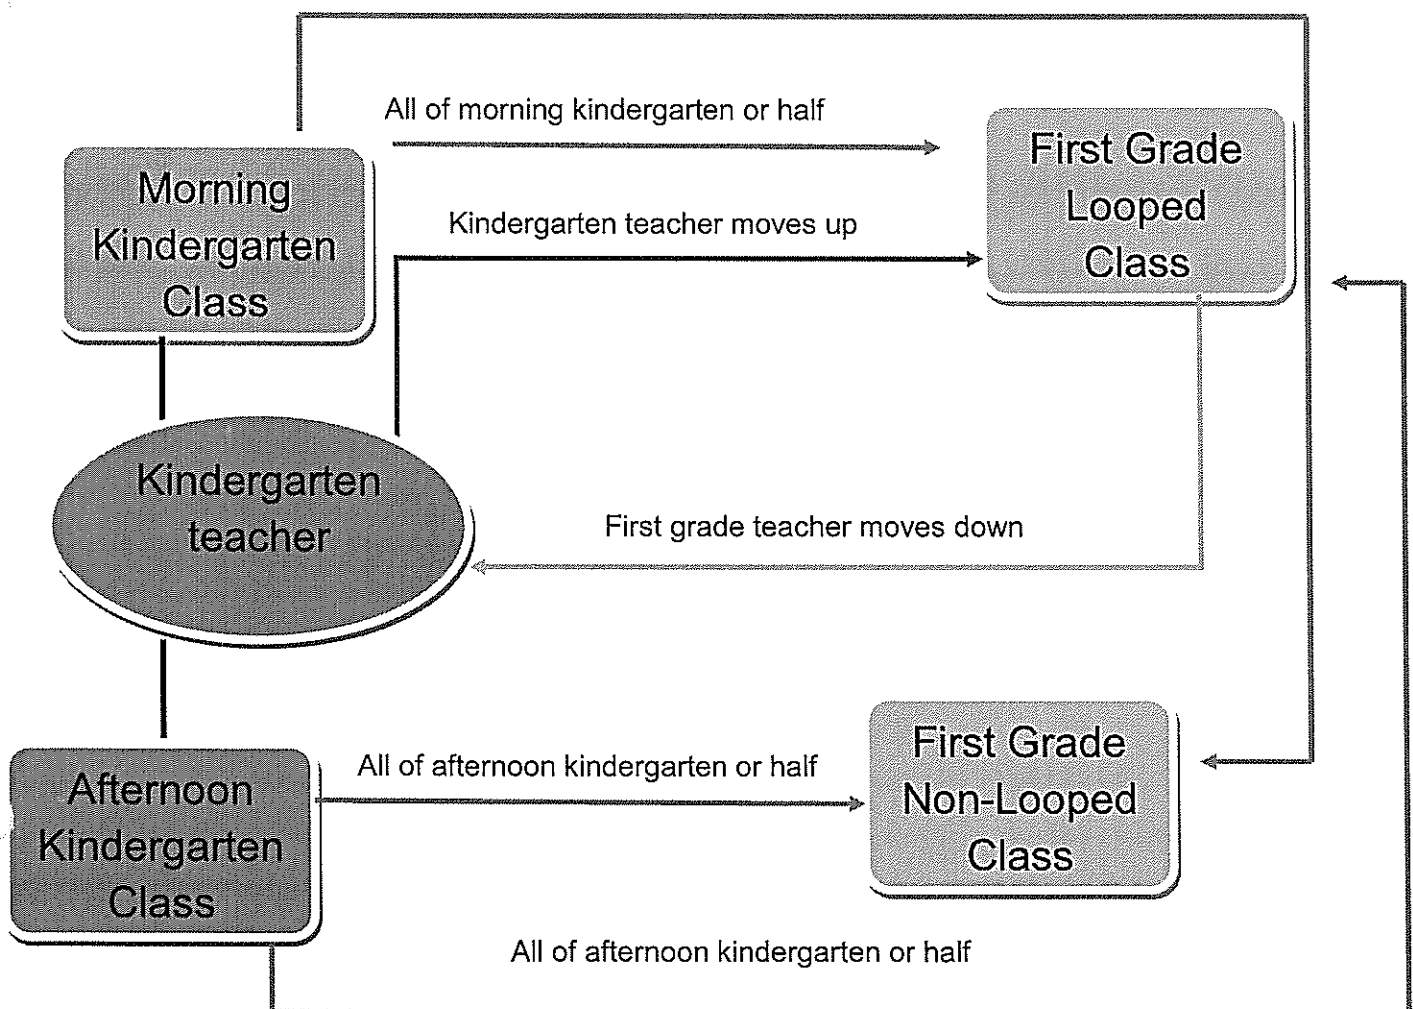 All of morning kindergarten or half
Morning
Kindergarten
Class
First Grade
Looped
Class
Kindergarten teacher moves up
Kindergarten
teacher
First grade teacher moves down
All of afternoon kindergarten or half
First Grade
Non-Looped
Class
Afternoon
Kindergarten
Class
All of afternoon kindergarten or half